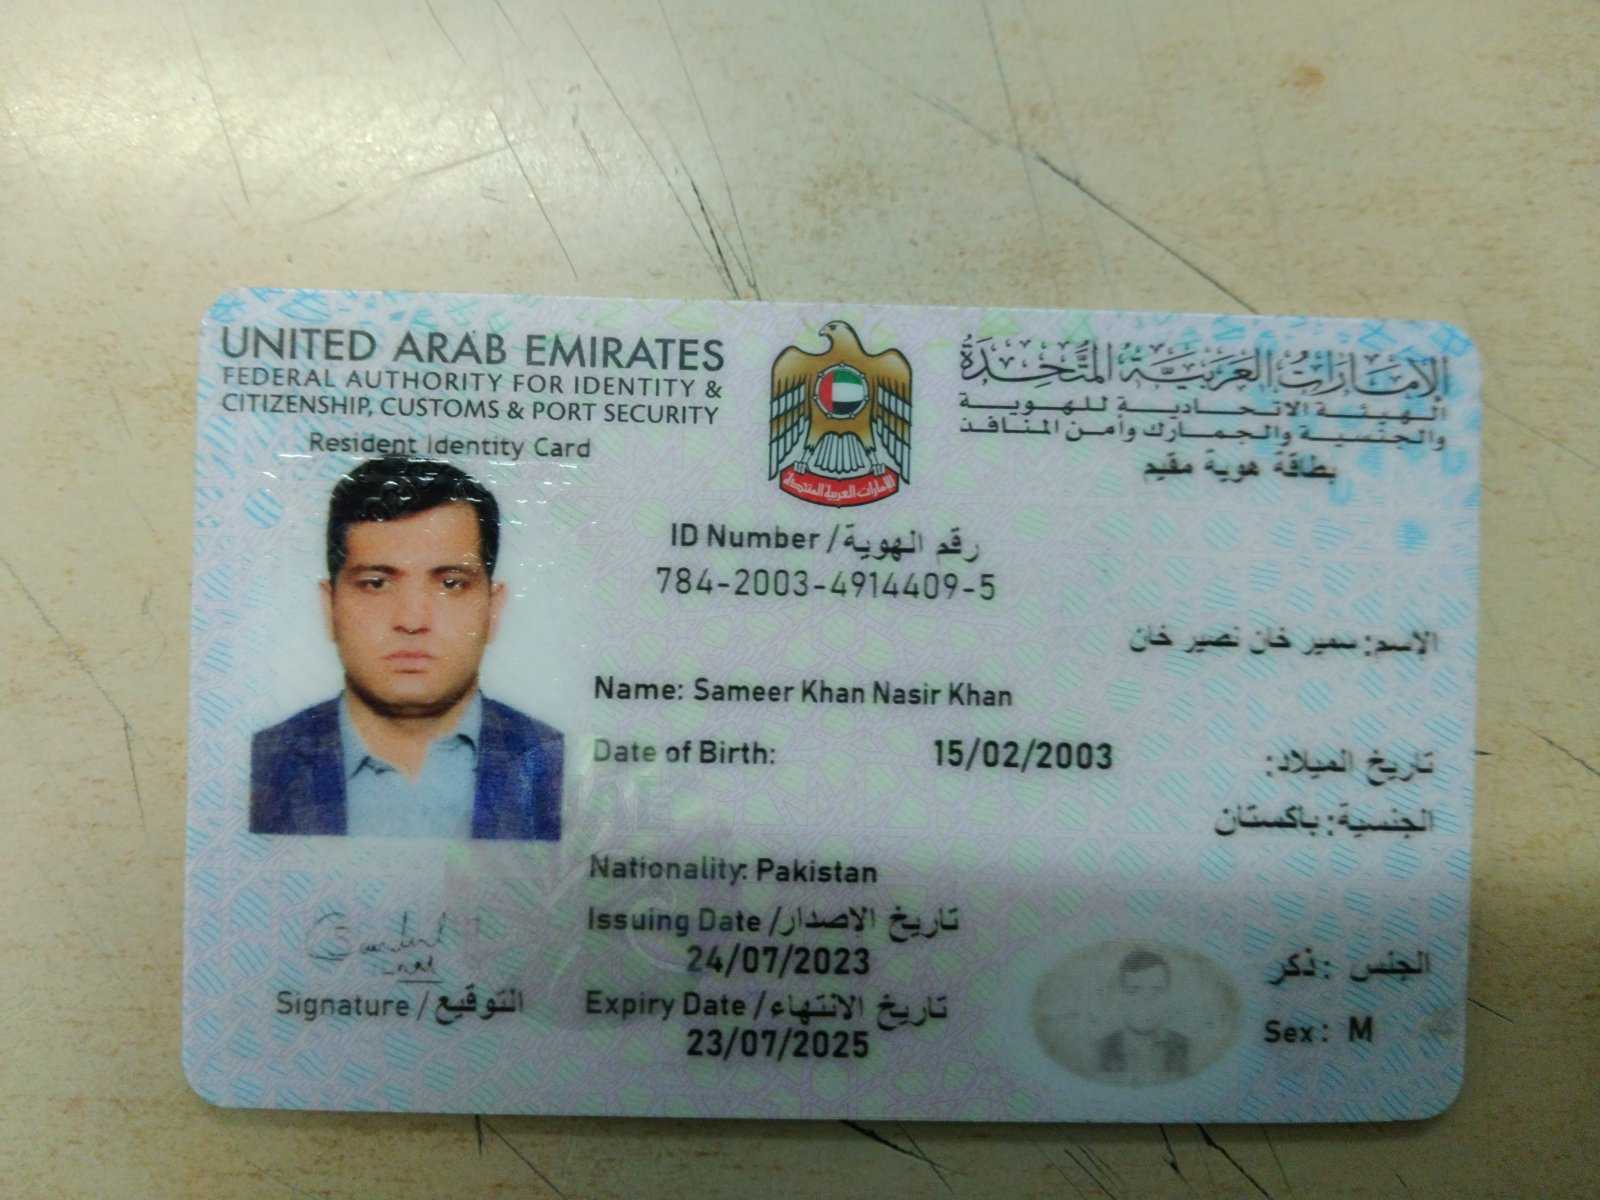 UNITED ARAB EMIRATES
FEDERAL AUTHORITY FOR IDENTITY &
CITIZENSHIP, CUSTOMS & PORT SECURITY
Resident Identity Card
الإمارات العربية المتحدة
الهيئة الاتحادية للهوية
والجنسية والجمارك وأمن المنافذ
بطاقة هوية مقيم
الإمارات العربية المتحدة
ID Number / رقم الهوية
784-2003-4914409-5
الإسم: سمير خان نصير خان
Name: Sameer Khan Nasir Khan
Date of Birth: 15/02/2003 تاريخ الميلاد:
الجنسية: باكستان
Nationality: Pakistan
Issuing Date / تاريخ الإصدار
24/07/2023
Expiry Date / تاريخ الانتهاء
23/07/2025
الجنس : ذكر
Sex : M
Signature / التوقيع